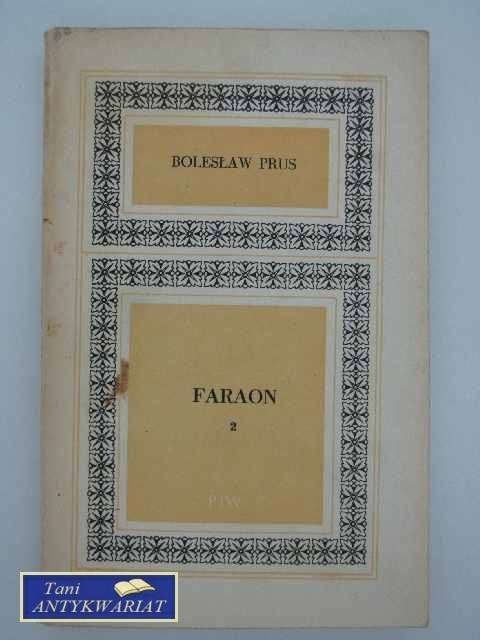 BOLESŁAW PRUS
FARAON
2
PIW
Tani
ANTYKWARIAT